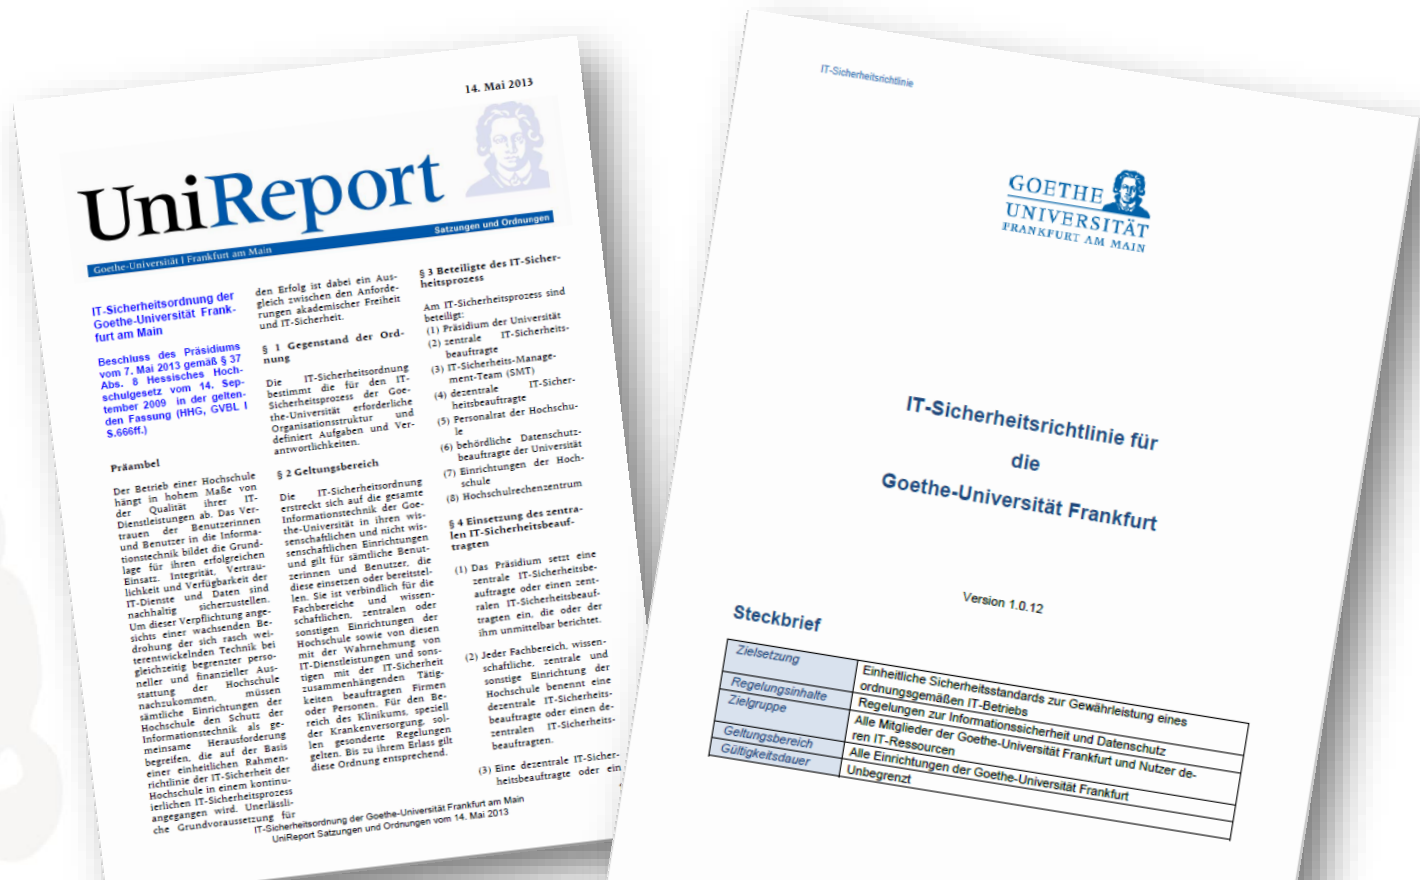 14. Mai 2013
UniReport
Satzungen und Ordnungen
Goethe-Universität | Frankfurt am Main
IT-Sicherheitsordnung der
Goethe-Universität Frank-
furt am Main
Beschluss des Präsidiums
vom 7. Mai 2013 gemäß § 37
Abs. 8 Hessisches Hoch-
schulgesetz vom 14. Sep-
tember 2009 in der gelten-
den Fassung (HHG, GVBL I
S.666ff.)
Präambel
Der Betrieb einer Hochschule
hängt in hohem Maße von
der Qualität ihrer IT-
Dienstleistungen ab. Das Ver-
trauen der Benutzerinnen
und Benutzer in die Informa-
tionstechnik bildet die Grund-
lage für ihren erfolgreichen
Einsatz. Integrität, Vertrau-
lichkeit und Verfügbarkeit der
IT-Dienste und Daten sind
nachhaltig sicherzustellen.
Um dieser Verpflichtung ange-
sichts einer wachsenden Be-
drohung der sich rasch wei-
terentwickelnden Technik bei
gleichzeitig begrenzter perso-
neller und finanzieller Aus-
stattung der Hochschule
nachzukommen, müssen
sämtliche Einrichtungen der
Hochschule den Schutz der
Informationstechnik als ge-
meinsame Herausforderung
begreifen, die auf der Basis
einer einheitlichen Rahmen-
richtlinie der IT-Sicherheit der
Hochschule in einem kontinu-
ierlichen IT-Sicherheitsprozess
angegangen wird. Unerlässli-
che Grundvoraussetzung für
den Erfolg ist dabei ein Aus-
gleich zwischen den Anforde-
rungen akademischer Freiheit
und IT-Sicherheit.
§ 1 Gegenstand der Ord-
nung
Die IT-Sicherheitsordnung
bestimmt die für den IT-
Sicherheitsprozess der Goe-
the-Universität erforderliche
Organisationsstruktur und
definiert Aufgaben und Ver-
antwortlichkeiten.
§ 2 Geltungsbereich
Die IT-Sicherheitsordnung
erstreckt sich auf die gesamte
Informationstechnik der Goe-
the-Universität in ihren wis-
senschaftlichen und nicht wis-
senschaftlichen Einrichtungen
und gilt für sämtliche Benut-
zerinnen und Benutzer, die
diese einsetzen oder bereitstel-
len. Sie ist verbindlich für die
Fachbereiche und wissen-
schaftlichen, zentralen oder
sonstigen Einrichtungen der
Hochschule sowie von diesen
mit der Wahrnehmung von
IT-Dienstleistungen und sons-
tigen mit der IT-Sicherheit
zusammenhängenden Tätig-
keiten beauftragten Firmen
oder Personen. Für den Be-
reich des Klinikums, speziell
der Krankenversorgung, sol-
len gesonderte Regelungen
gelten. Bis zu ihrem Erlass gilt
diese Ordnung entsprechend.
§ 3 Beteiligte des IT-Sicher-
heitsprozess
Am IT-Sicherheitsprozess sind
beteiligt:
(1) Präsidium der Universität
(2) zentrale IT-Sicherheits-
beauftragte
(3) IT-Sicherheits-Manage-
ment-Team (SMT)
(4) dezentrale IT-Sicher-
heitsbeauftragte
(5) Personalrat der Hochschu-
le
(6) behördliche Datenschutz-
beauftragte der Universität
(7) Einrichtungen der Hoch-
schule
(8) Hochschulrechenzentrum
§ 4 Einsetzung des zentra-
len IT-Sicherheitsbeauf-
tragten
(1) Das Präsidium setzt eine
zentrale IT-Sicherheitsbe-
auftragte oder einen zent-
ralen IT-Sicherheitsbeauf-
tragten ein, die oder der
ihm unmittelbar berichtet.
(2) Jeder Fachbereich, wissen-
schaftliche, zentrale und
sonstige Einrichtung der
Hochschule benennt eine
dezentrale IT-Sicherheits-
beauftragte oder einen de-
zentralen IT-Sicherheits-
beauftragten.
(3) Eine dezentrale IT-Sicher-
heitsbeauftragte oder ein
IT-Sicherheitsordnung der Goethe-Universität Frankfurt am Main
UniReport Satzungen und Ordnungen vom 14. Mai 2013
IT-Sicherheitsrichtlinie
GOETHE
UNIVERSITÄT
FRANKFURT AM MAIN
IT-Sicherheitsrichtlinie für
die
Goethe-Universität Frankfurt
Version 1.0.12
Steckbrief
Zielsetzung
Einheitliche Sicherheitsstandards zur Gewährleistung eines
ordnungsgemäßen IT-Betriebs
Regelungsinhalte
Regelungen zur Informationssicherheit und Datenschutz
Zielgruppe
Alle Mitglieder der Goethe-Universität Frankfurt und Nutzer de-
ren IT-Ressourcen
Geltungsbereich
Alle Einrichtungen der Goethe-Universität Frankfurt
Gültigkeitsdauer
Unbegrenzt